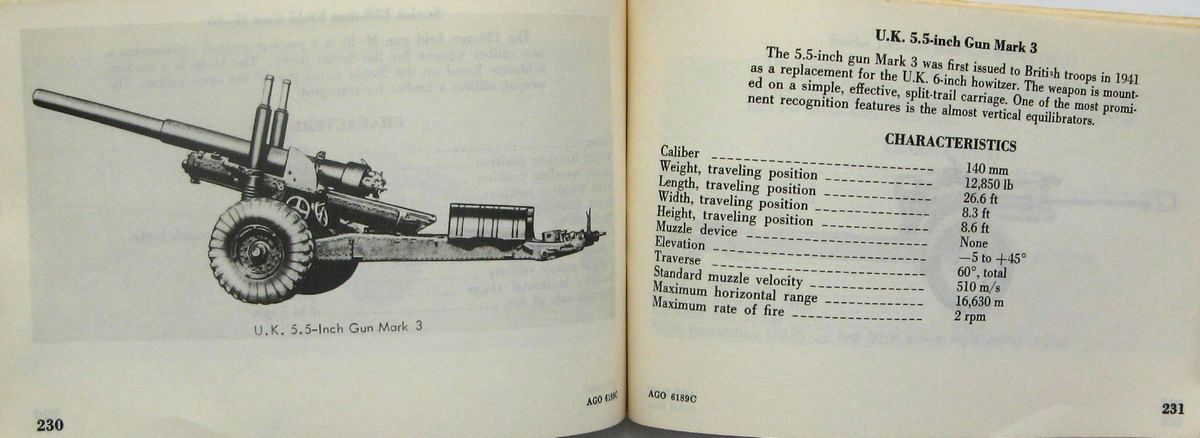 U.K. 5.5-Inch Gun Mark 3
AGO 6189C
230
U.K. 5.5-inch Gun Mark 3
The 5.5-inch gun Mark 3 was first issued to British troops in 1941
as a replacement for the U.K. 6-inch howitzer. The weapon is mount-
ed on a simple, effective, split-trail carriage. One of the most promi-
nent recognition features is the almost vertical equilibrators.
CHARACTERISTICS
Caliber 140 mm
Weight, traveling position 12,850 lb
Length, traveling position 26.6 ft
Width, traveling position 8.3 ft
Height, traveling position 8.6 ft
Muzzle device None
Elevation —5 to +45°
Traverse 60°, total
Standard muzzle velocity 510 m/s
Maximum horizontal range 16,630 m
Maximum rate of fire 2 rpm
AGO 6189C
231